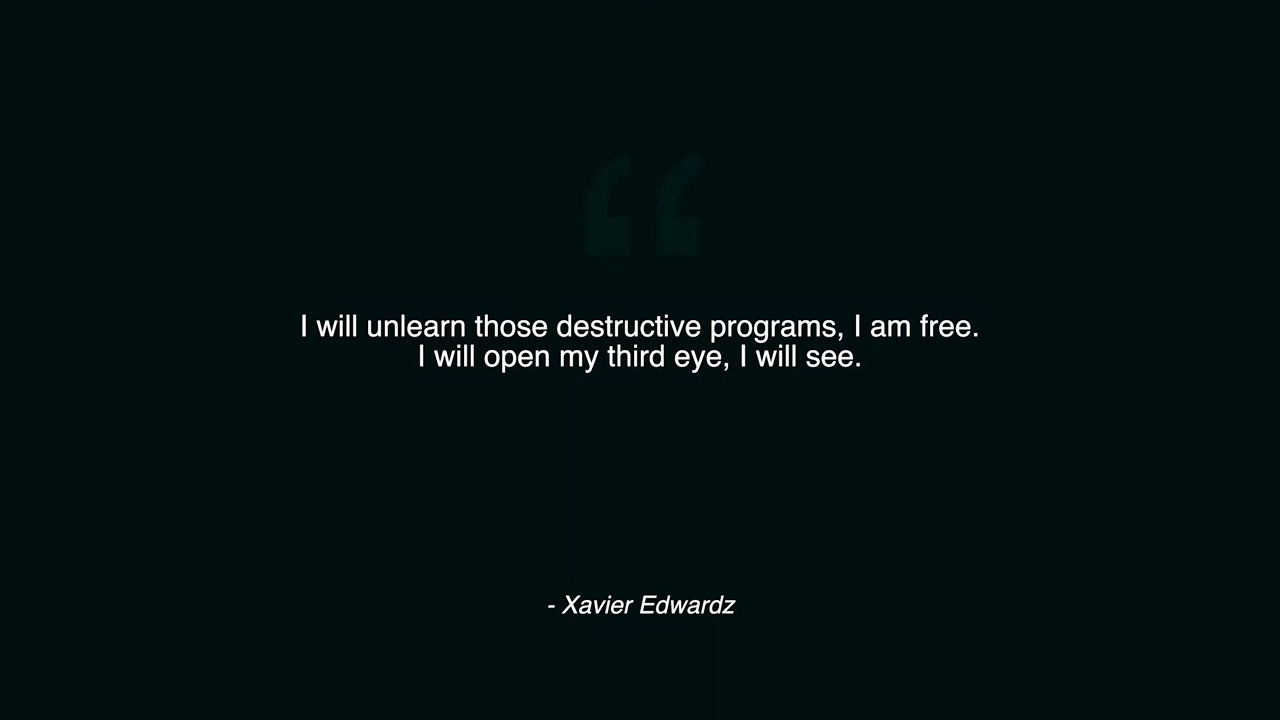 “
I will unlearn those destructive programs, I am free.
I will open my third eye, I will see.
- Xavier Edwardz